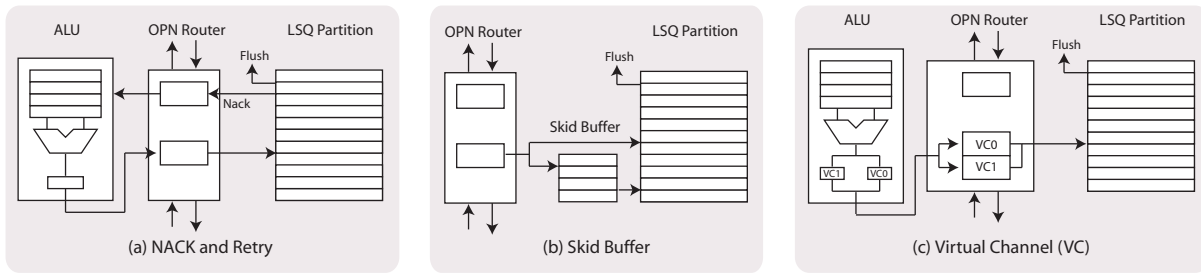 ALU
OPN Router
LSQ Partition
Flush
Nack
(a) NACK and Retry
OPN Router
LSQ Partition
Flush
Skid Buffer
(b) Skid Buffer
ALU
OPN Router
LSQ Partition
Flush
VC0
VC1
VC1
VC0
(c) Virtual Channel (VC)